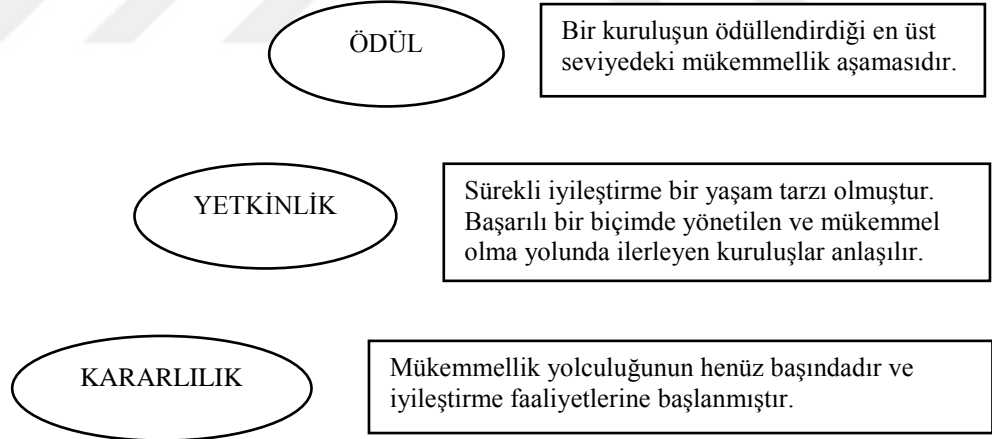 ÖDÜL
Bir kuruluşun ödüllendirdiği en üst
seviyedeki mükemmellik aşamasıdır.
YETKİNLİK
Sürekli iyileştirme bir yaşam tarzı olmuştur.
Başarılı bir biçimde yönetilen ve mükemmel
olma yolunda ilerleyen kuruluşlar anlaşılır.
KARARLILIK
Mükemmellik yolculuğunun henüz başındadır ve
iyileştirme faaliyetlerine başlanmıştır.